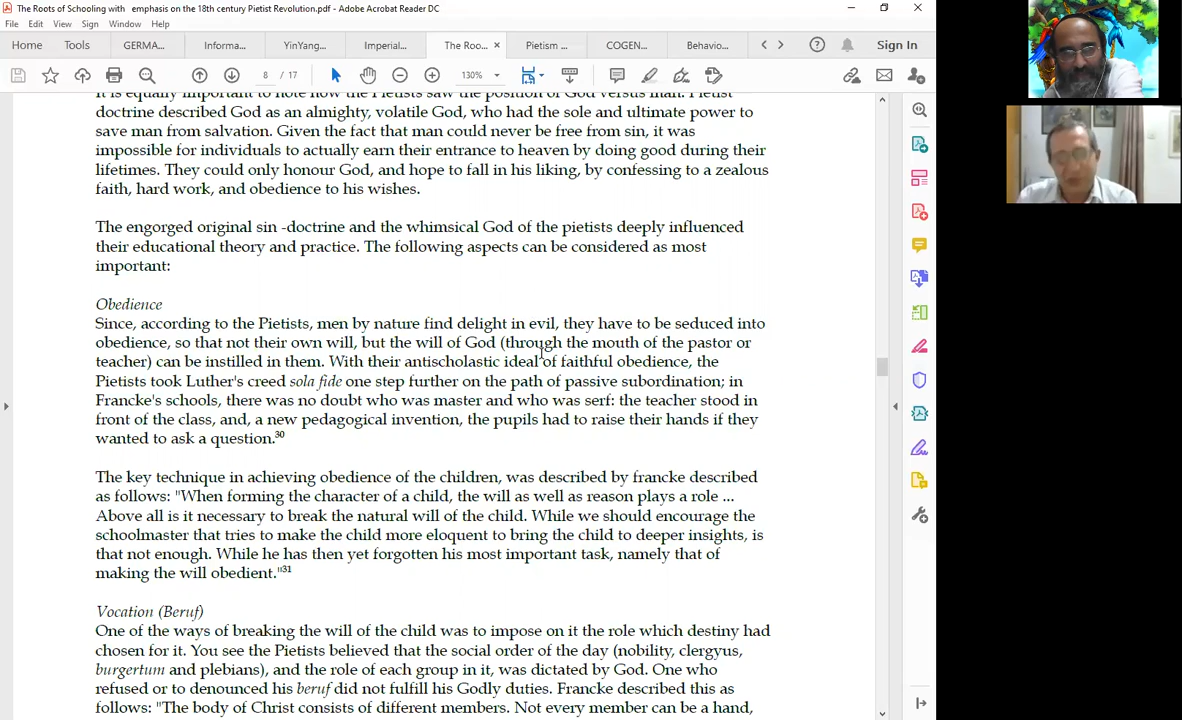 The Roots of Schooling with emphasis on the 18th century Pietist Revolution.pdf - Adobe Acrobat Reader DC
File Edit View Sign Window Help
Home Tools GERMA... Informa... YinYang... Imperial... The Roo... Pietism ... COGEN... Behavio... Sign In
8 / 17 130%
It is equally important to note how the Pietists saw the position of God versus man. Pietist
doctrine described God as an almighty, volatile God, who had the sole and ultimate power to
save man from salvation. Given the fact that man could never be free from sin, it was
impossible for individuals to actually earn their entrance to heaven by doing good during their
lifetimes. They could only honour God, and hope to fall in his liking, by confessing to a zealous
faith, hard work, and obedience to his wishes.
The engorged original sin -doctrine and the whimsical God of the pietists deeply influenced
their educational theory and practice. The following aspects can be considered as most
important:
Obedience
Since, according to the Pietists, men by nature find delight in evil, they have to be seduced into
obedience, so that not their own will, but the will of God (through the mouth of the pastor or
teacher) can be instilled in them. With their antischolastic ideal of faithful obedience, the
Pietists took Luther's creed sola fide one step further on the path of passive subordination; in
Francke's schools, there was no doubt who was master and who was serf: the teacher stood in
front of the class, and, a new pedagogical invention, the pupils had to raise their hands if they
wanted to ask a question.30
The key technique in achieving obedience of the children, was described by francke described
as follows: "When forming the character of a child, the will as well as reason plays a role ...
Above all is it necessary to break the natural will of the child. While we should encourage the
schoolmaster that tries to make the child more eloquent to bring the child to deeper insights, is
that not enough. While he has then yet forgotten his most important task, namely that of
making the will obedient."31
Vocation (Beruf)
One of the ways of breaking the will of the child was to impose on it the role which destiny had
chosen for it. You see the Pietists believed that the social order of the day (nobility, clergyus,
burgertum and plebians), and the role of each group in it, was dictated by God. One who
refused or to denounced his beruf did not fulfill his Godly duties. Francke described this as
follows: "The body of Christ consists of different members. Not every member can be a hand,